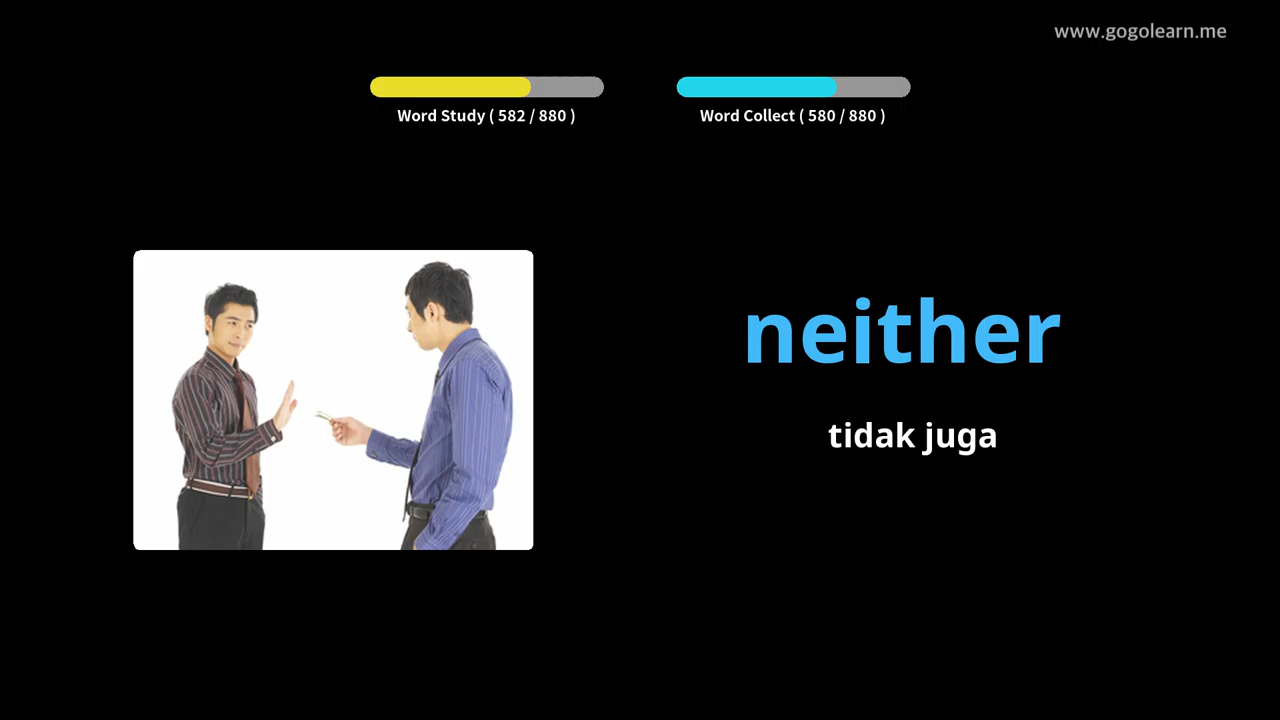 www.gogolearn.me
Word Study ( 582 / 880 )
Word Collect ( 580 / 880 )
neither
tidak juga